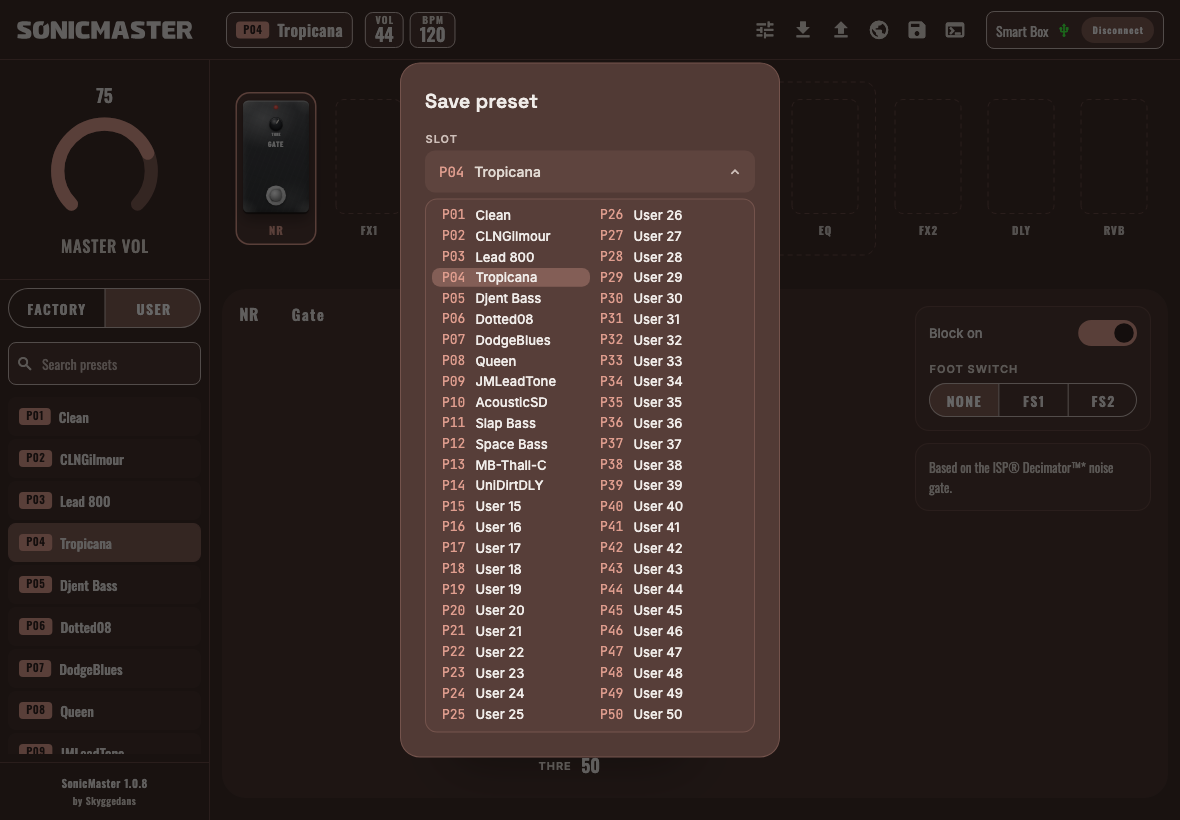 SONICMASTER
P04 Tropicana
VOL
44
BPM
120
Smart Box
Disconnect
75
MASTER VOL
FACTORY
USER
Search presets
P01 Clean
P02 CLNGilmour
P03 Lead 800
P04 Tropicana
P05 Djent Bass
P06 Dotted08
P07 DodgeBlues
P08 Queen
P09 JMLeadTone
SonicMaster 1.0.8
by Skyggedans
GATE
NR
FX1
EQ
FX2
DLY
RVB
NR Gate
Save preset
SLOT
P04 Tropicana
P01 Clean
P02 CLNGilmour
P03 Lead 800
P04 Tropicana
P05 Djent Bass
P06 Dotted08
P07 DodgeBlues
P08 Queen
P09 JMLeadTone
P10 AcousticSD
P11 Slap Bass
P12 Space Bass
P13 MB-Thall-C
P14 UniDirtDLY
P15 User 15
P16 User 16
P17 User 17
P18 User 18
P19 User 19
P20 User 20
P21 User 21
P22 User 22
P23 User 23
P24 User 24
P25 User 25
P26 User 26
P27 User 27
P28 User 28
P29 User 29
P30 User 30
P31 User 31
P32 User 32
P33 User 33
P34 User 34
P35 User 35
P36 User 36
P37 User 37
P38 User 38
P39 User 39
P40 User 40
P41 User 41
P42 User 42
P43 User 43
P44 User 44
P45 User 45
P46 User 46
P47 User 47
P48 User 48
P49 User 49
P50 User 50
THRE 50
Block on
FOOT SWITCH
NONE
FS1
FS2
Based on the ISP® Decimator™* noise
gate.